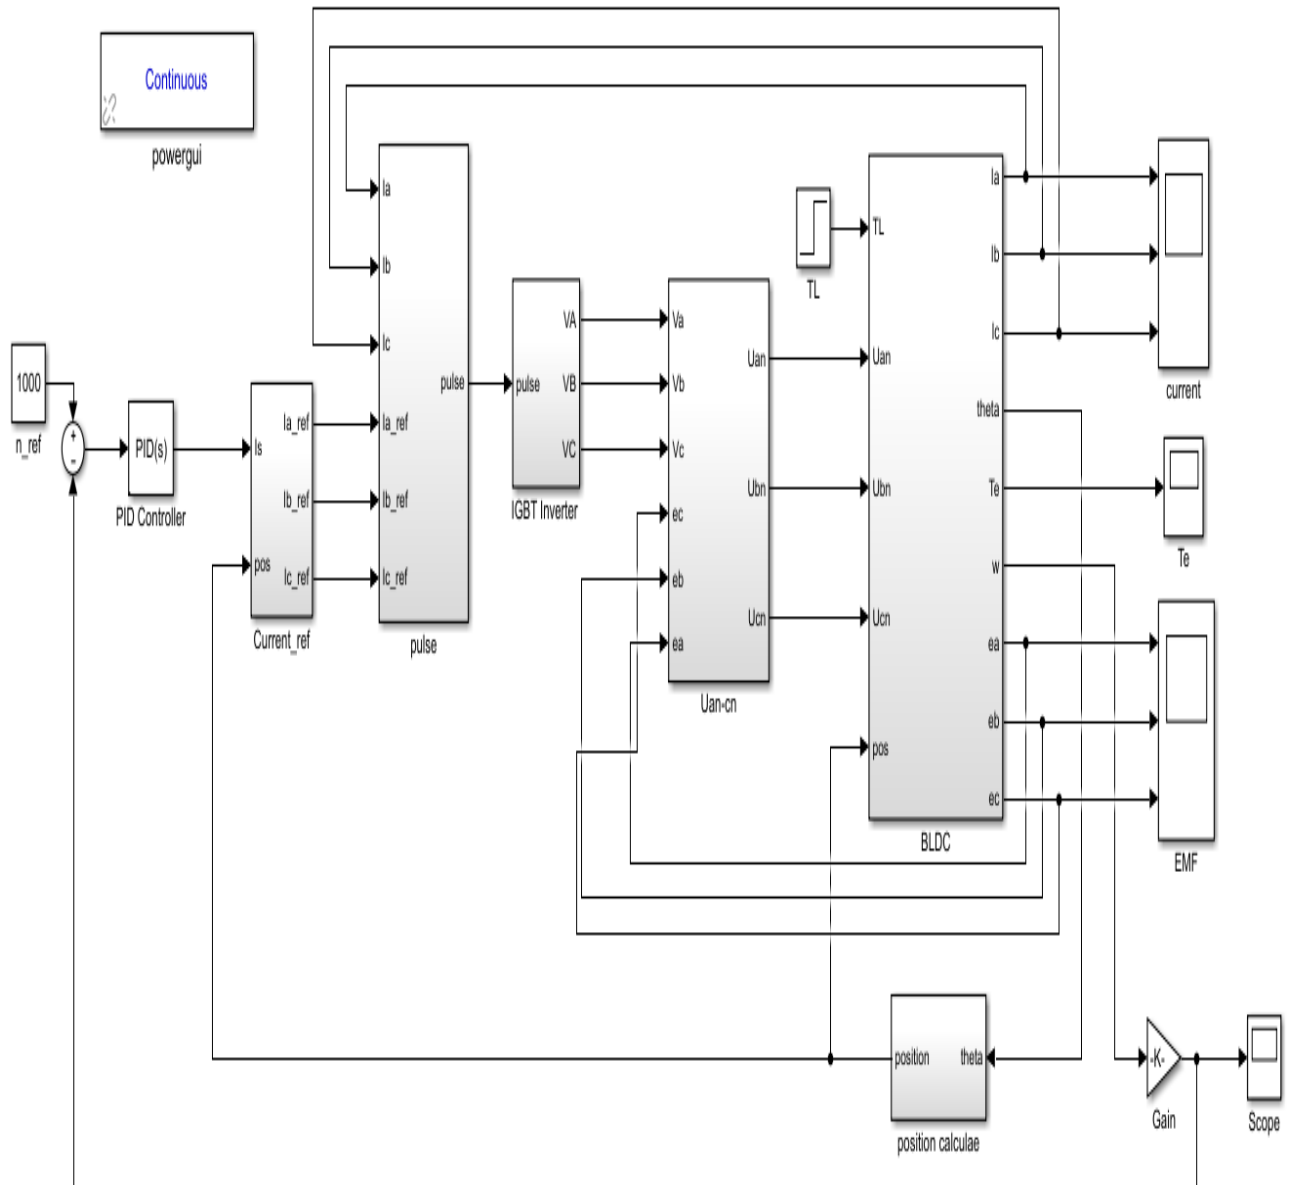 Continuous
powergui
1000
n_ref
+
-
PID(s)
PID Controller
Is
pos
Ia_ref
Ib_ref
Ic_ref
Current_ref
Ia
Ib
Ic
Ia_ref
Ib_ref
Ic_ref
pulse
pulse
pulse
VA
VB
VC
IGBT Inverter
Va
Vb
Vc
ec
eb
ea
Uan
Ubn
Ucn
Uan-cn
TL
TL
Uan
Ubn
Ucn
pos
Ia
Ib
Ic
theta
Te
w
ea
eb
ec
BLDC
current
Te
EMF
position
theta
position calculae
-K-
Gain
Scope